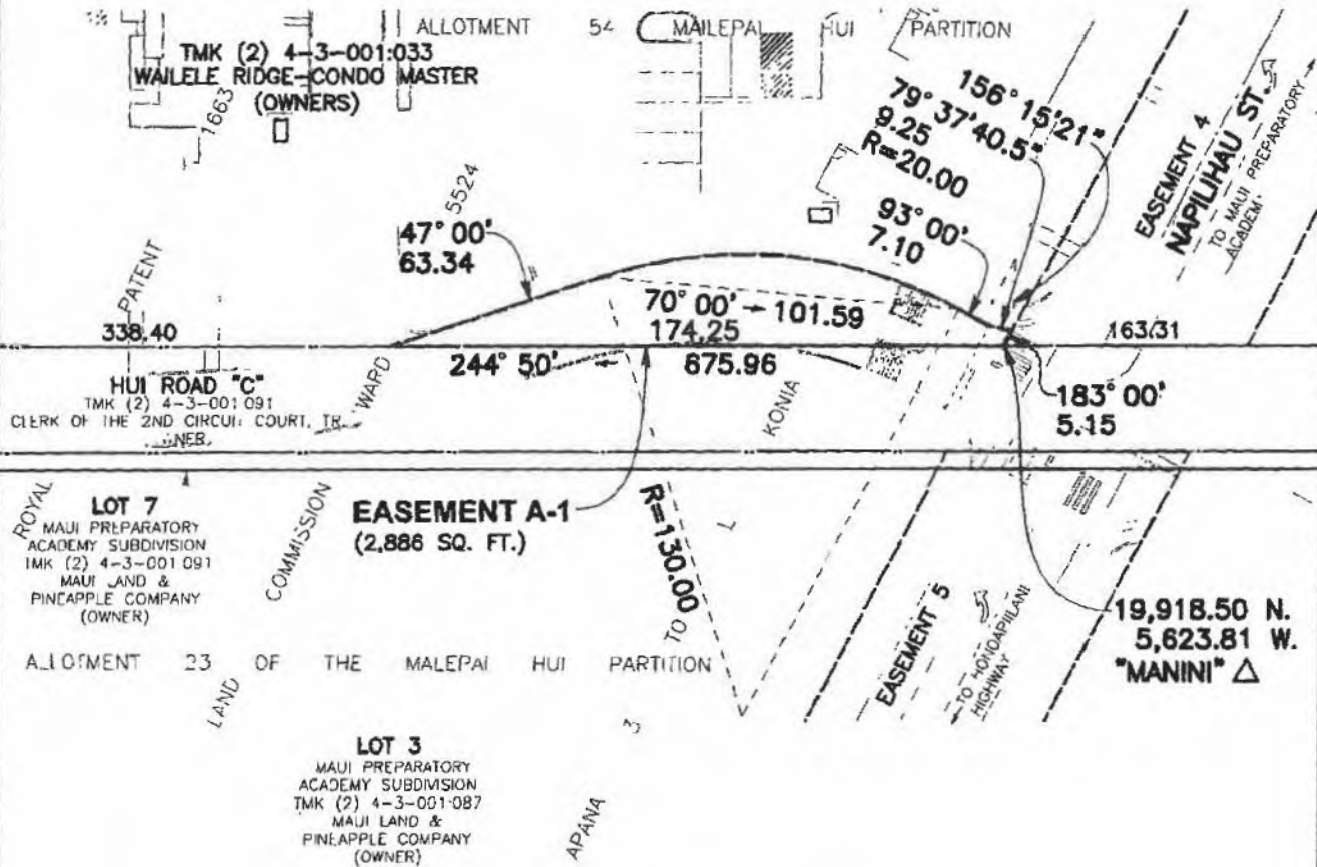 ALLOTMENT 54 MAILEPAI HUI PARTITION
TMK (2) 4-3-001:033
WAILELE RIDGE-CONDO MASTER
(OWNERS)
1663
5524
156° 15'21"
79° 37'40.5"
9.25
R=20.00
93° 00'
7.10
EASEMENT 4
NAPILIHAU ST.
TO MAUI PREPARATORY
ACADEMY
47° 00'
63.34
PATENT
338.40
70° 00' → 101.59
174.25
163.31
244° 50'
675.96
HUI ROAD "C"
TMK (2) 4-3-001 091
CLERK OF THE 2ND CIRCUIT COURT, TR
WARD
KONIA
183° 00'
5.15
ROYAL
LOT 7
MAUI PREPARATORY
ACADEMY SUBDIVISION
TMK (2) 4-3-001 091
MAUI LAND &
PINEAPPLE COMPANY
(OWNER)
COMMISSION
EASEMENT A-1
(2,886 SQ. FT.)
R=130.00
TO
L
EASEMENT 5
TO HONOAPIILANI
HIGHWAY
19,918.50 N.
5,623.81 W.
"MANINI" △
ALLOTMENT 23 OF THE MALEPAI HUI PARTITION
LAND
LOT 3
MAUI PREPARATORY
ACADEMY SUBDIVISION
TMK (2) 4-3-001:087
MAUI LAND &
PINEAPPLE COMPANY
(OWNER)
APANA